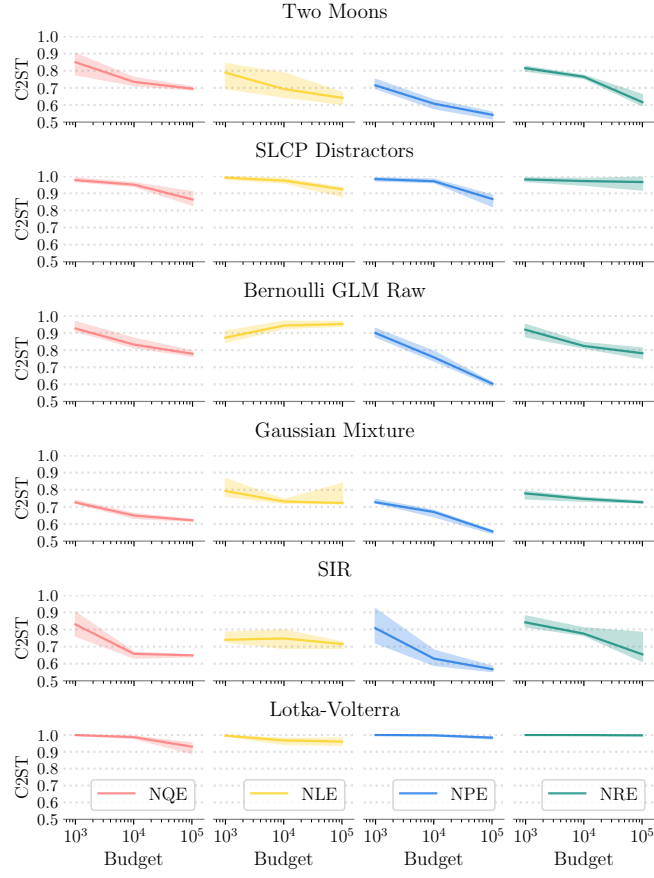 Two Moons
C2ST
1.0
0.9
0.8
0.7
0.6
0.5
SLCP Distractors
C2ST
1.0
0.9
0.8
0.7
0.6
0.5
Bernoulli GLM Raw
C2ST
1.0
0.9
0.8
0.7
0.6
0.5
Gaussian Mixture
C2ST
1.0
0.9
0.8
0.7
0.6
0.5
SIR
C2ST
1.0
0.9
0.8
0.7
0.6
0.5
Lotka-Volterra
C2ST
1.0
0.9
0.8
0.7
0.6
0.5
NQE NLE NPE NRE
10³ 10⁴ 10⁵ 10³ 10⁴ 10⁵ 10³ 10⁴ 10⁵ 10³ 10⁴ 10⁵
Budget Budget Budget Budget